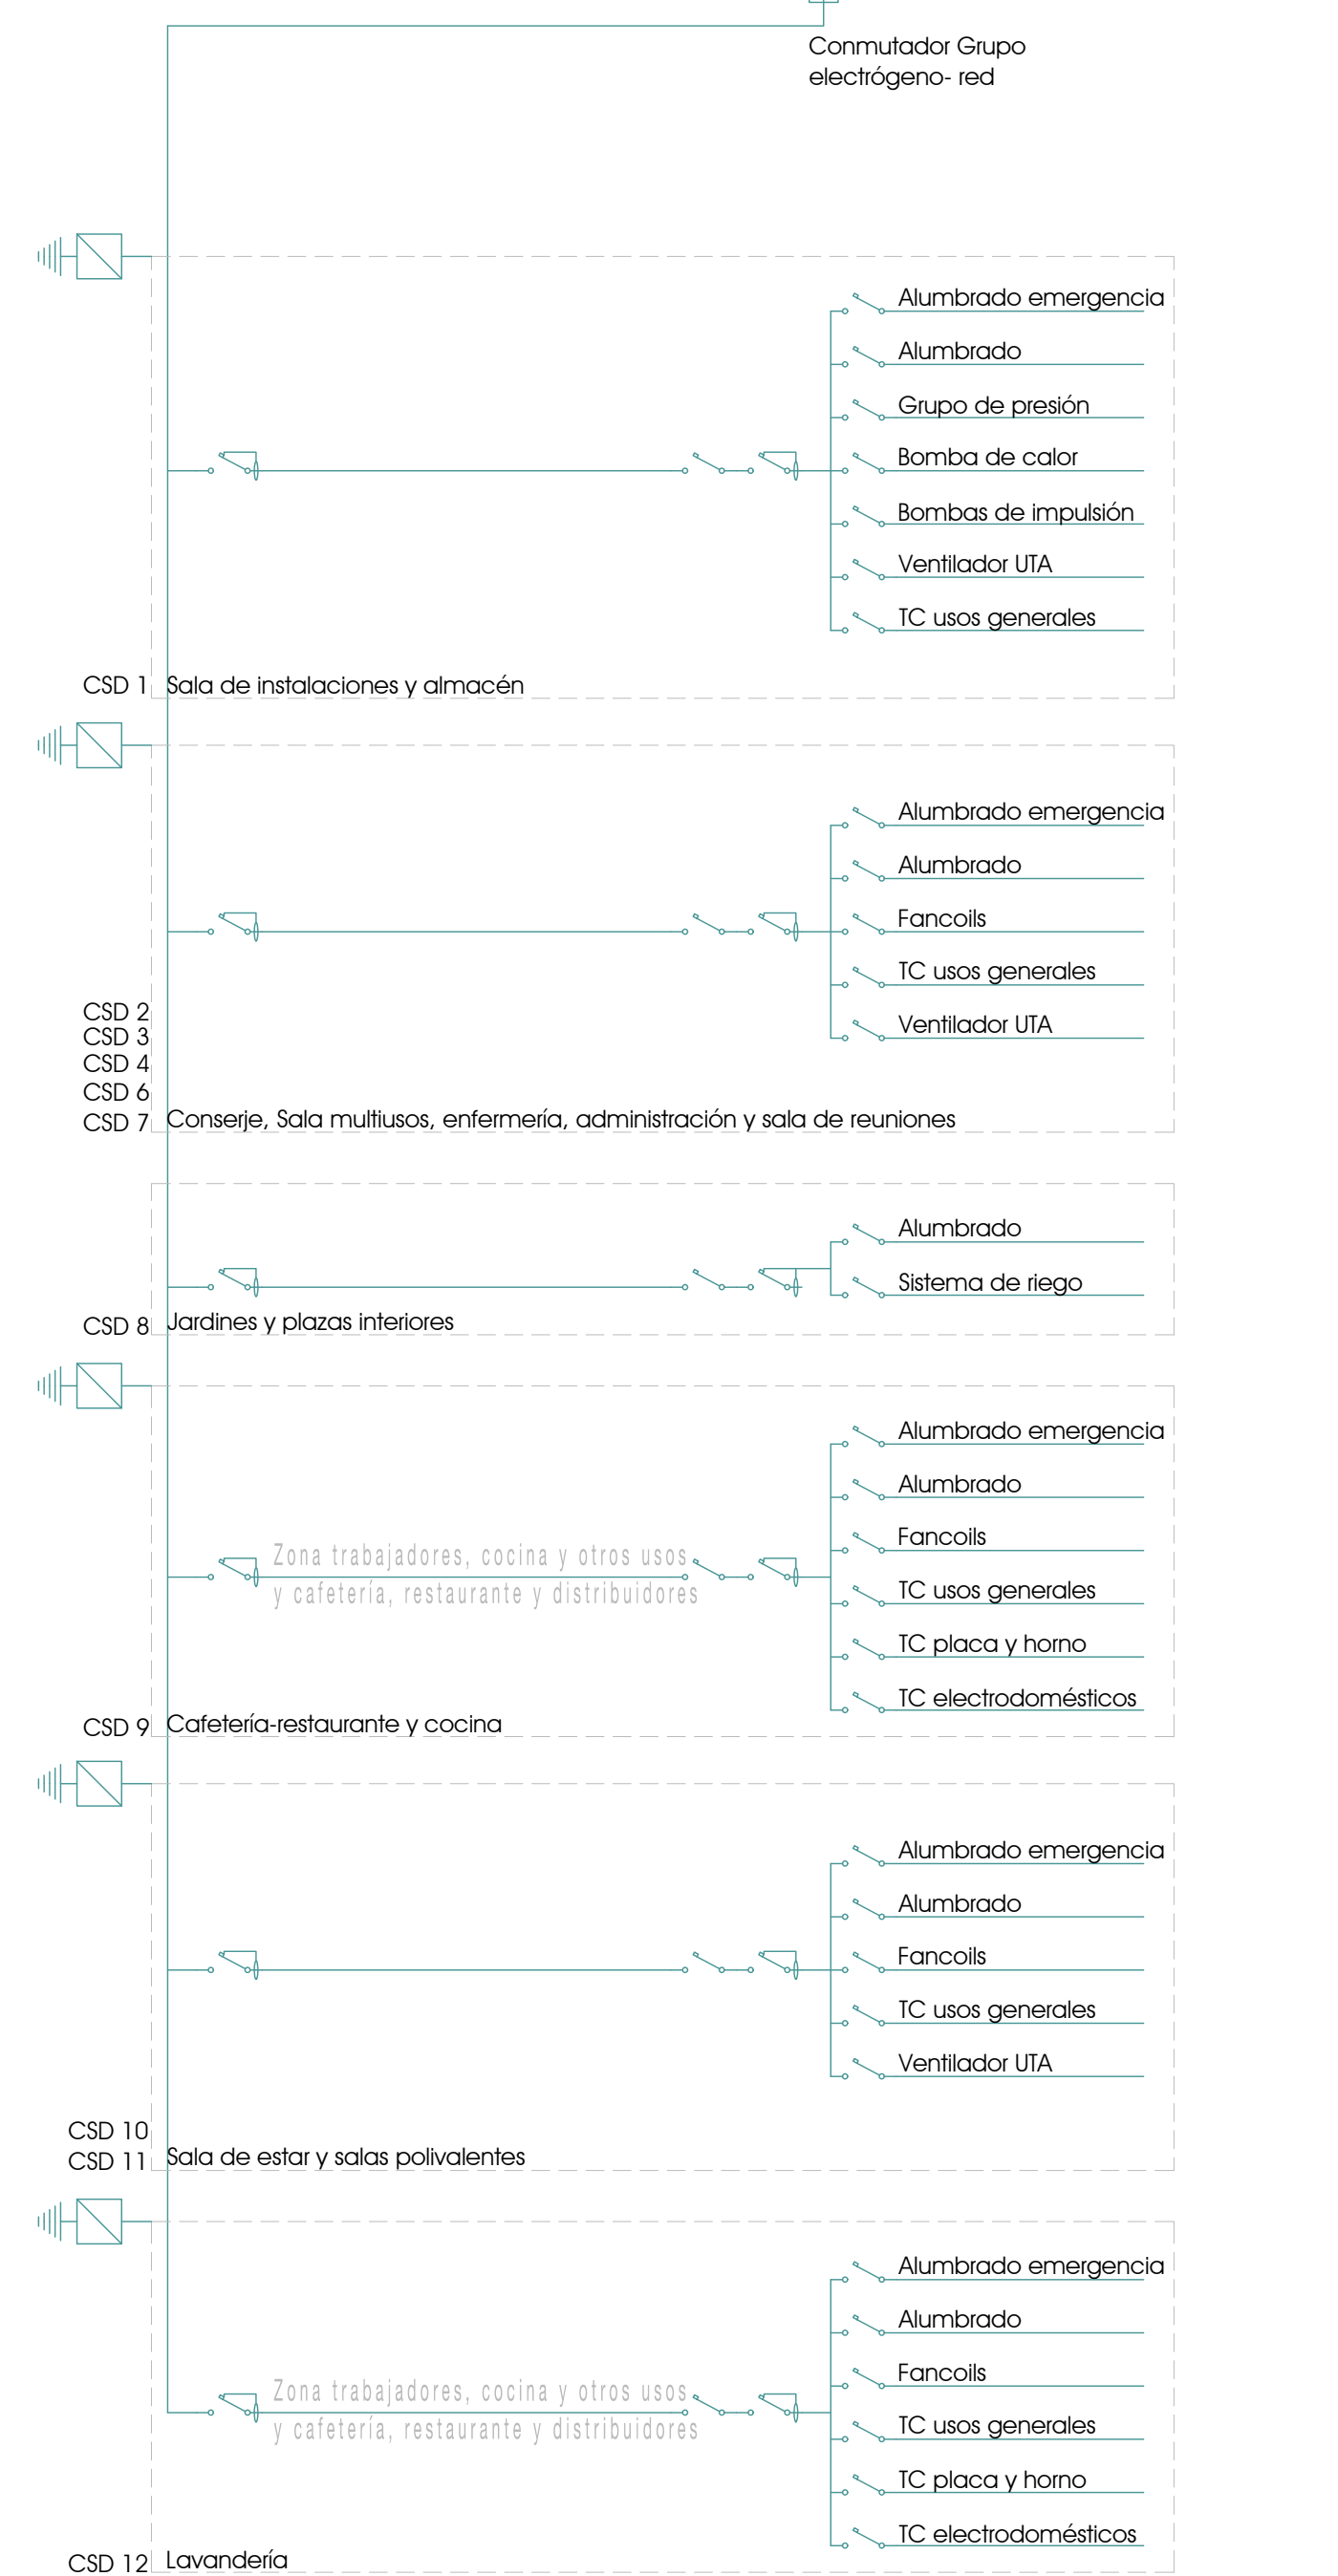 Conmutador Grupo
electrógeno- red
Alumbrado emergencia
Alumbrado
Grupo de presión
Bomba de calor
Bombas de impulsión
Ventilador UTA
TC usos generales
CSD 1 Sala de instalaciones y almacén
Alumbrado emergencia
Alumbrado
Fancoils
TC usos generales
Ventilador UTA
CSD 2
CSD 3
CSD 4
CSD 6
CSD 7 Conserje, Sala multiusos, enfermería, administración y sala de reuniones
Alumbrado
Sistema de riego
CSD 8 Jardines y plazas interiores
Alumbrado emergencia
Alumbrado
Fancoils
Zona trabajadores, cocina y otros usos
y cafetería, restaurante y distribuidores
TC usos generales
TC placa y horno
TC electrodomésticos
CSD 9 Cafetería-restaurante y cocina
Alumbrado emergencia
Alumbrado
Fancoils
TC usos generales
Ventilador UTA
CSD 10
CSD 11 Sala de estar y salas polivalentes
Alumbrado emergencia
Alumbrado
Fancoils
Zona trabajadores, cocina y otros usos
y cafetería, restaurante y distribuidores
TC usos generales
TC placa y horno
TC electrodomésticos
CSD 12 Lavandería